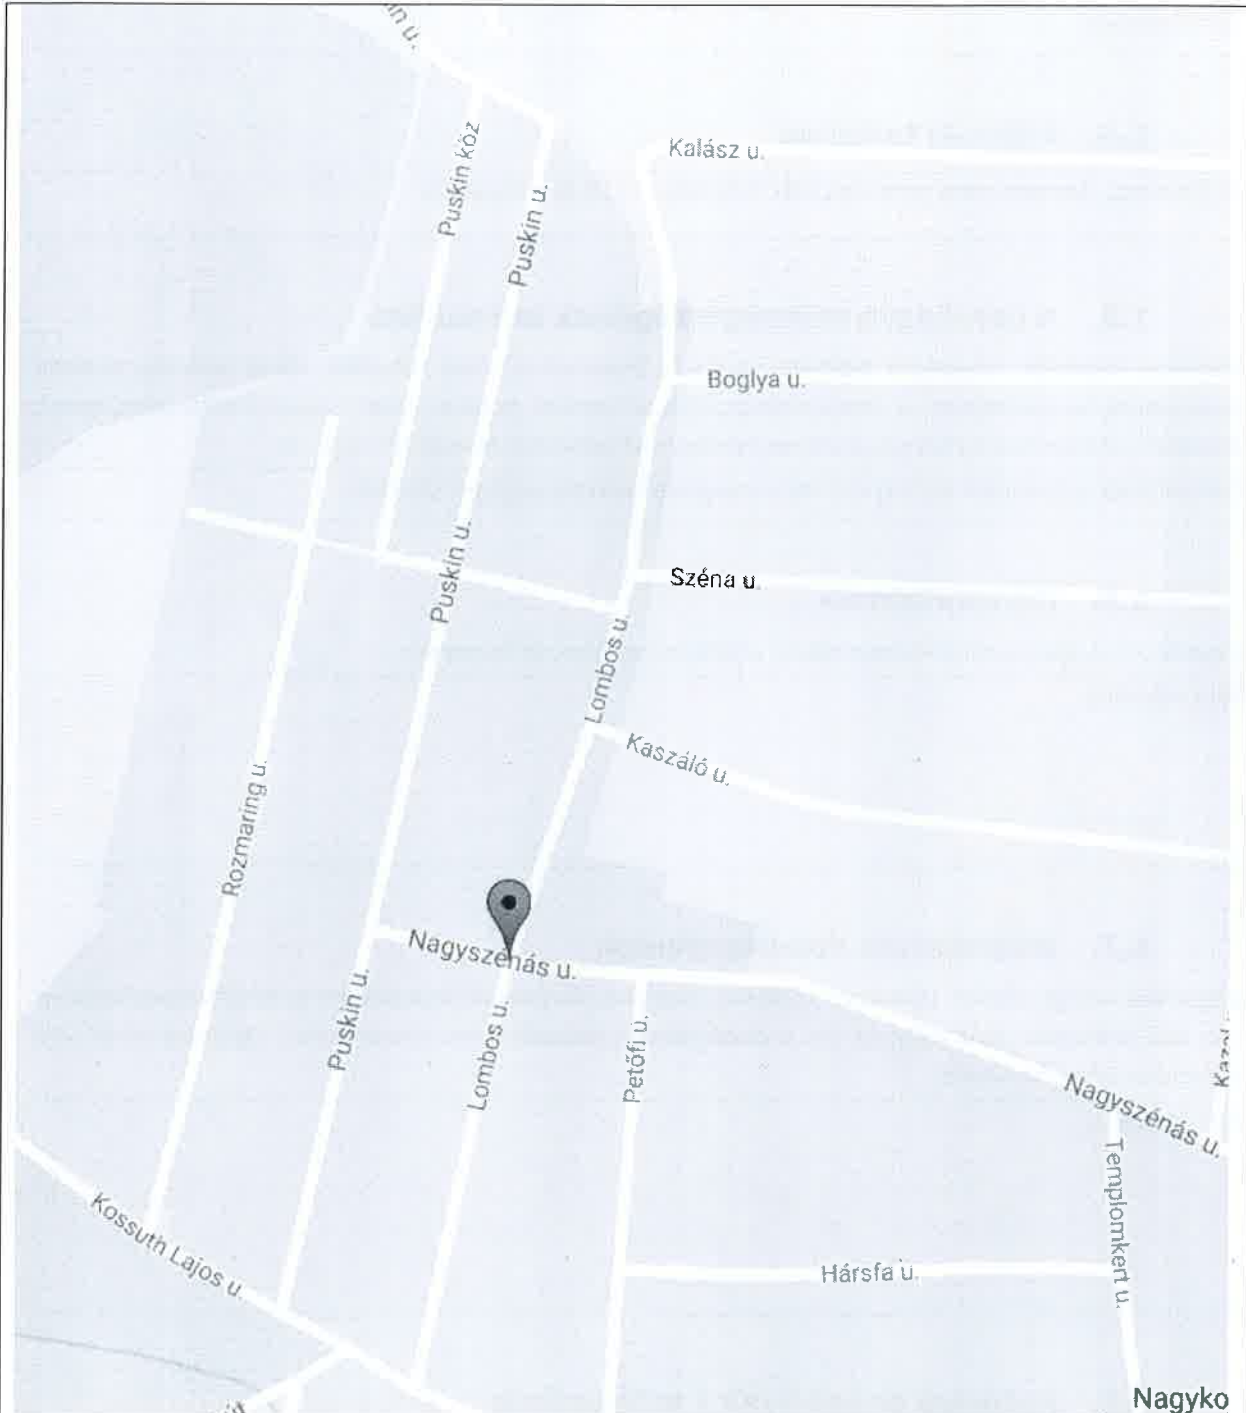 in u.
Puskin köz
Puskin u.
Kalász u.
Boglya u.
Puskin u.
Széna u.
Lombos u.
Kaszáló u.
Rozmaring u.
Nagyszénás u.
Puskin u.
Lombos u.
Petőfi u.
Nagyszénás u.
Templomkert u.
Kossuth Lajos u.
Hársfa u.
Nagyko